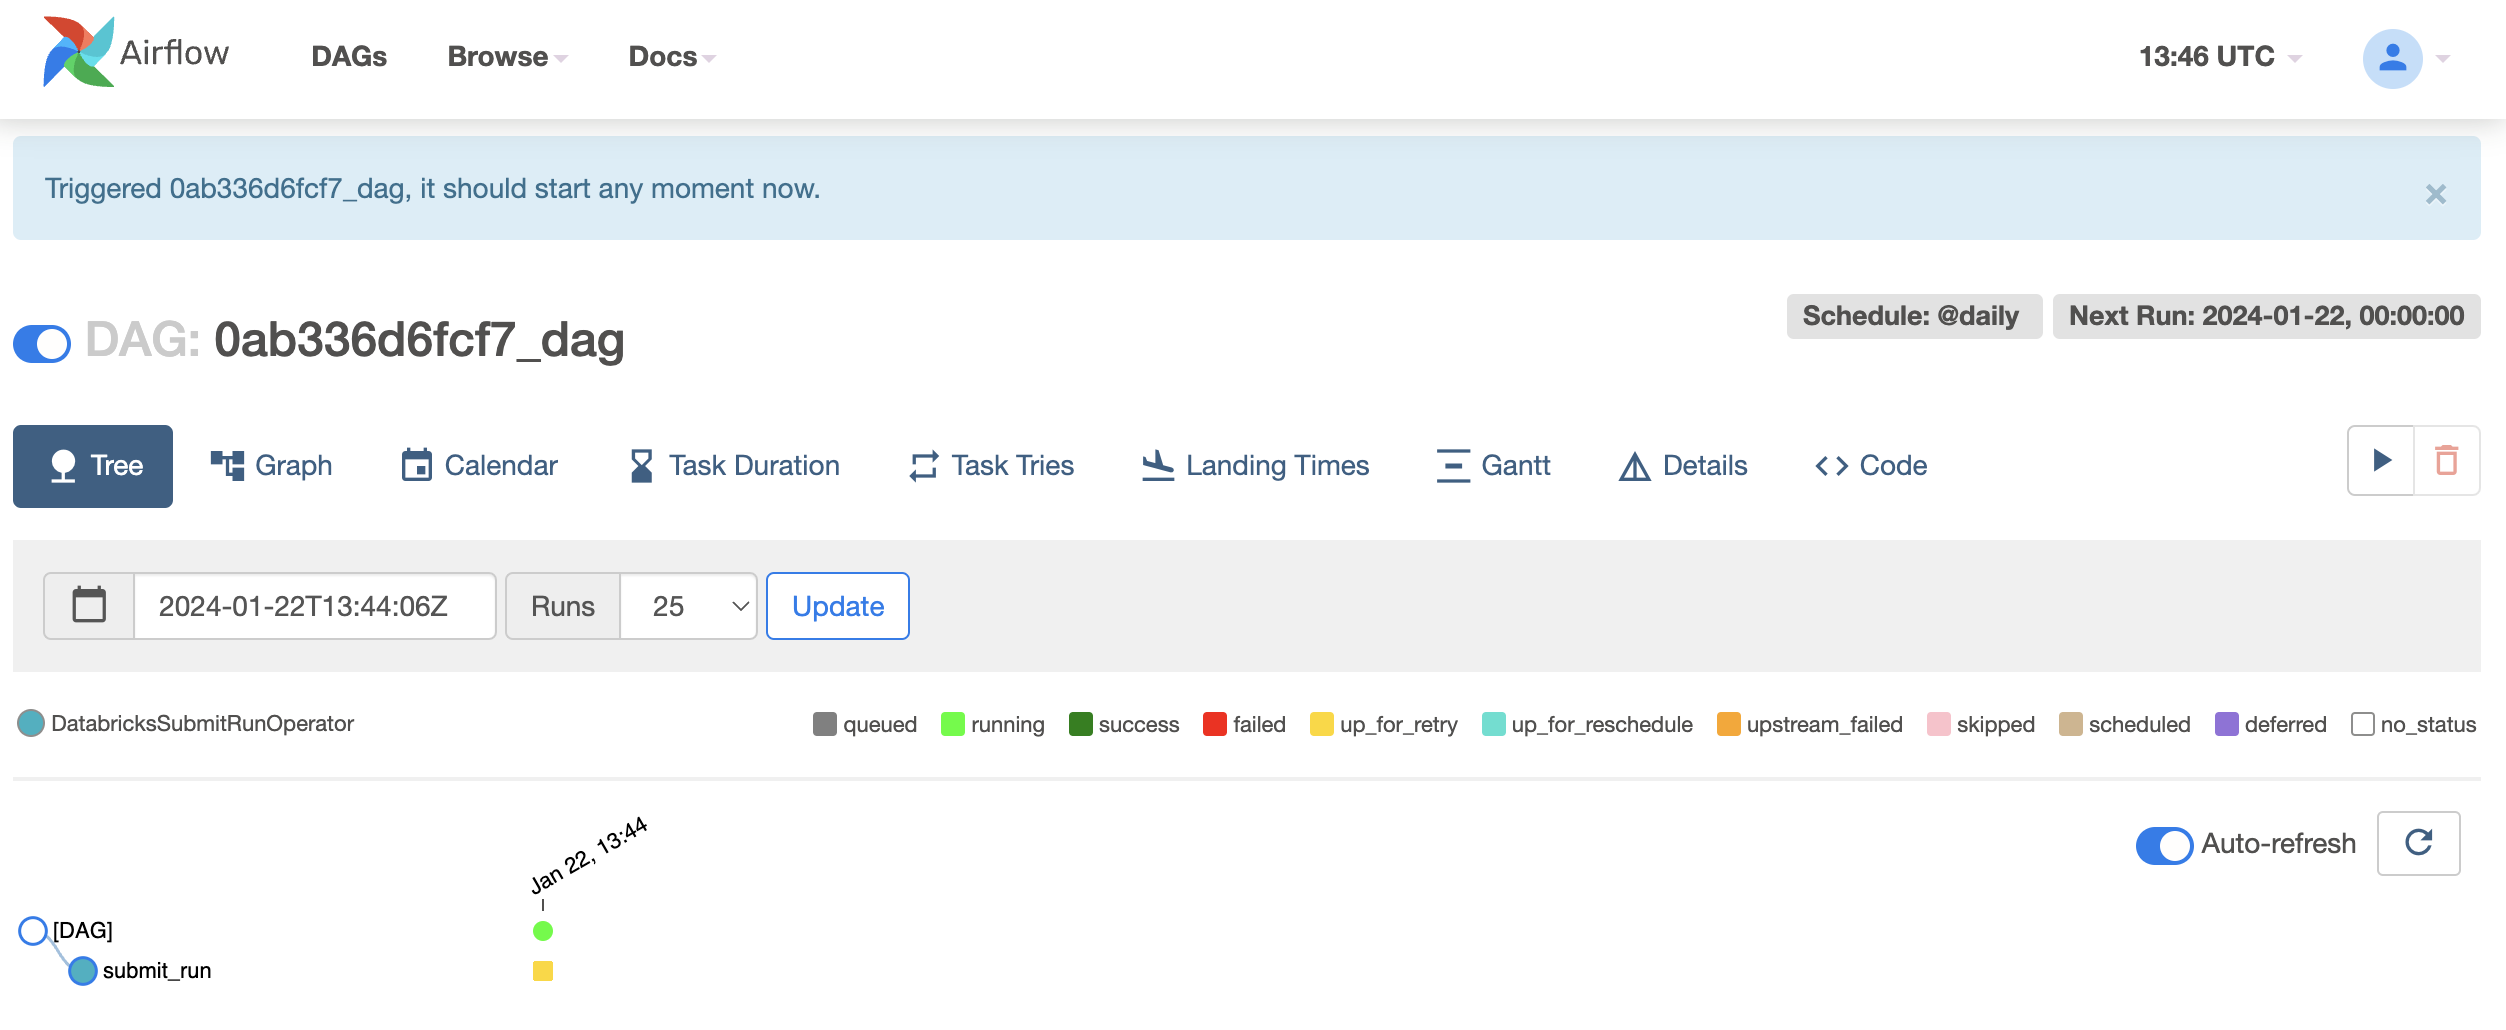 Airflow DAGs Browse Docs 13:46 UTC
Triggered 0ab336d6fcf7_dag, it should start any moment now. ×
DAG: 0ab336d6fcf7_dag Schedule: @daily Next Run: 2024-01-22, 00:00:00
Tree Graph Calendar Task Duration Task Tries Landing Times Gantt Details Code
2024-01-22T13:44:06Z Runs 25 Update
DatabricksSubmitRunOperator queued running success failed up_for_retry up_for_reschedule upstream_failed skipped scheduled deferred no_status
Auto-refresh
Jan 22, 13:44
[DAG]
submit_run